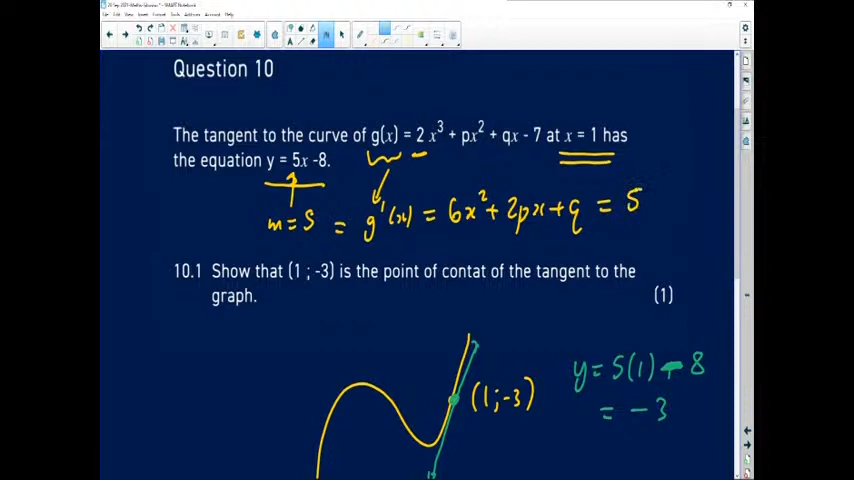 Question 10
The tangent to the curve of g(x) = 2 x³ + px² + qx - 7 at x = 1 has
the equation y = 5x -8.
m = 5 = g'(x) = 6x² + 2px + q = 5
10.1 Show that (1 ; -3) is the point of contat of the tangent to the
graph. (1)
(1;-3)
y = 5(1) - 8
= -3